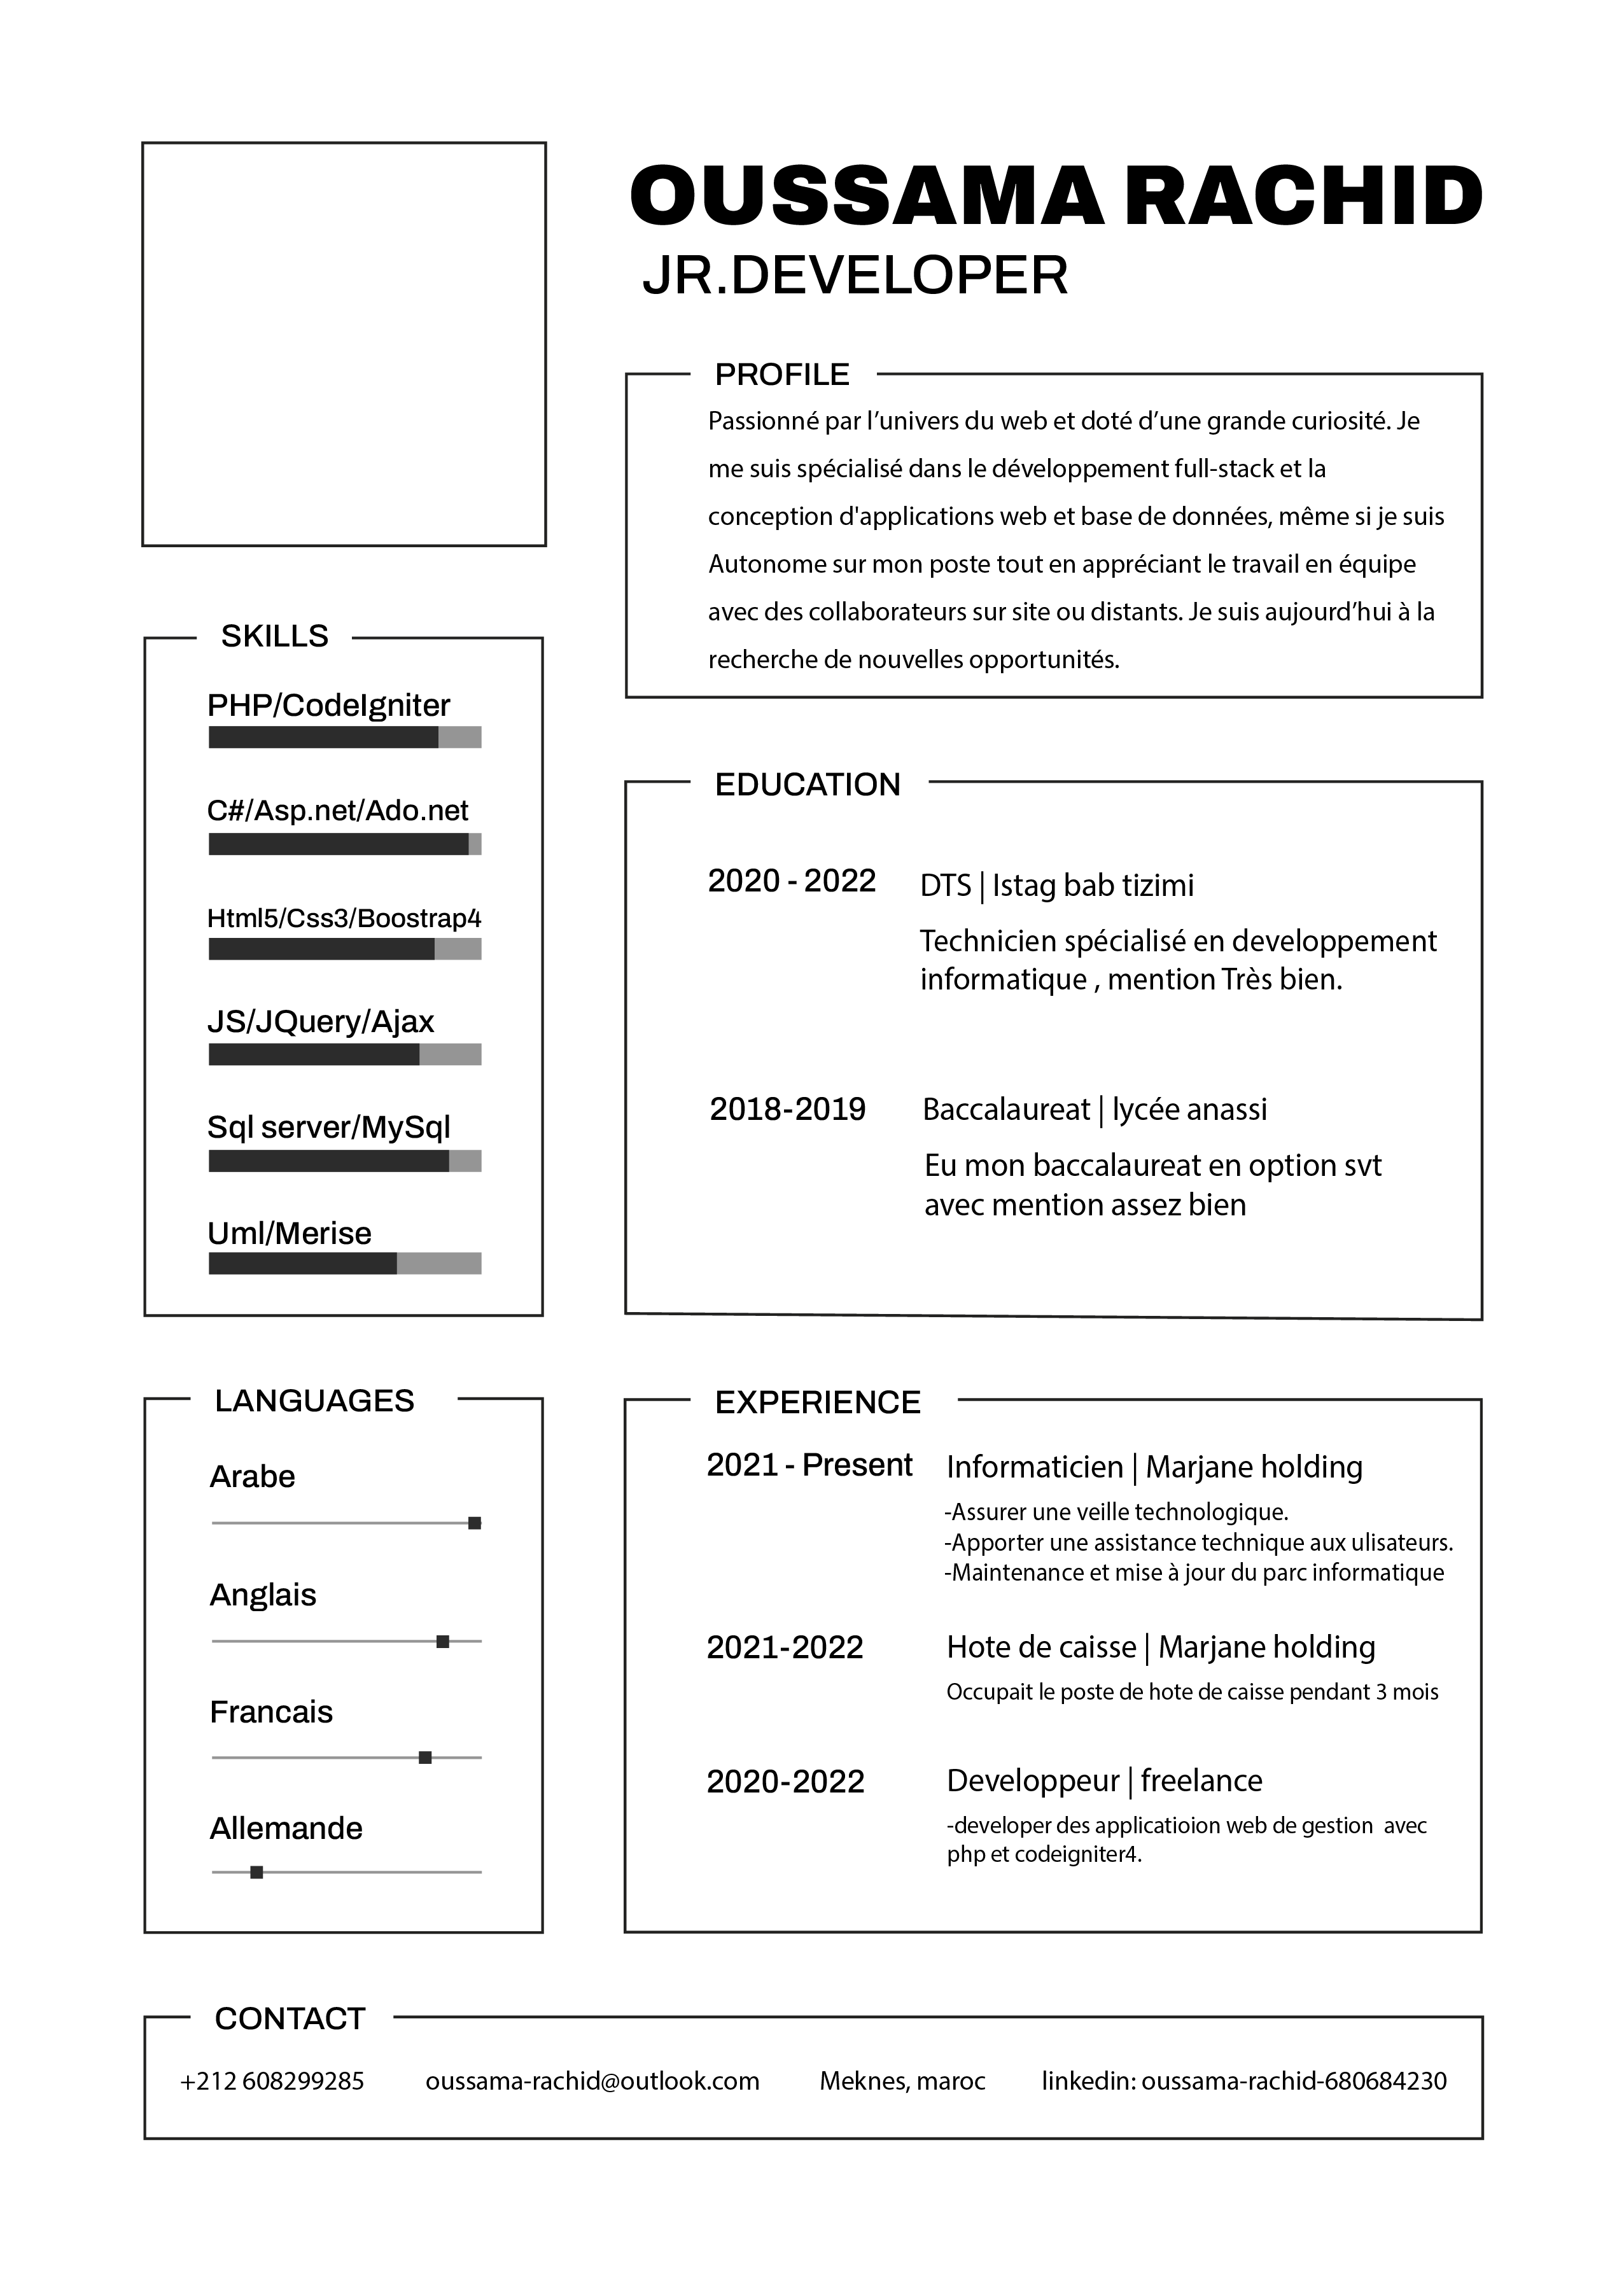 OUSSAMA RACHID
JR.DEVELOPER
PROFILE
Passionné par l’univers du web et doté d’une grande curiosité. Je
me suis spécialisé dans le développement full-stack et la
conception d'applications web et base de données, même si je suis
Autonome sur mon poste tout en appréciant le travail en équipe
avec des collaborateurs sur site ou distants. Je suis aujourd’hui à la
recherche de nouvelles opportunités.
SKILLS
PHP/CodeIgniter
C#/Asp.net/Ado.net
Html5/Css3/Boostrap4
JS/JQuery/Ajax
Sql server/MySql
Uml/Merise
EDUCATION
2020 - 2022 DTS | Istag bab tizimi
Technicien spécialisé en developpement
informatique , mention Très bien.
2018-2019 Baccalaureat | lycée anassi
Eu mon baccalaureat en option svt
avec mention assez bien
LANGUAGES
Arabe
Anglais
Francais
Allemande
EXPERIENCE
2021 - Present Informaticien | Marjane holding
-Assurer une veille technologique.
-Apporter une assistance technique aux ulisateurs.
-Maintenance et mise à jour du parc informatique
2021-2022 Hote de caisse | Marjane holding
Occupait le poste de hote de caisse pendant 3 mois
2020-2022 Developpeur | freelance
-developer des applicatioion web de gestion  avec
php et codeigniter4.
CONTACT
+212 608299285 oussama-rachid@outlook.com Meknes, maroc linkedin: oussama-rachid-680684230